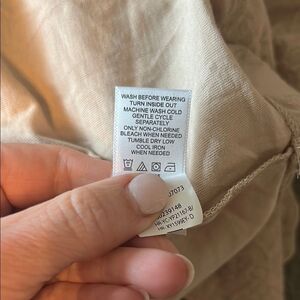 WASH BEFORE WEARING
TURN INSIDE OUT
MACHINE WASH COLD
GENTLE CYCLE
SEPARATELY
ONLY NON-CHLORINE
BLEACH WHEN NEEDED
TUMBLE DRY LOW
COOL IRON
WHEN NEEDED